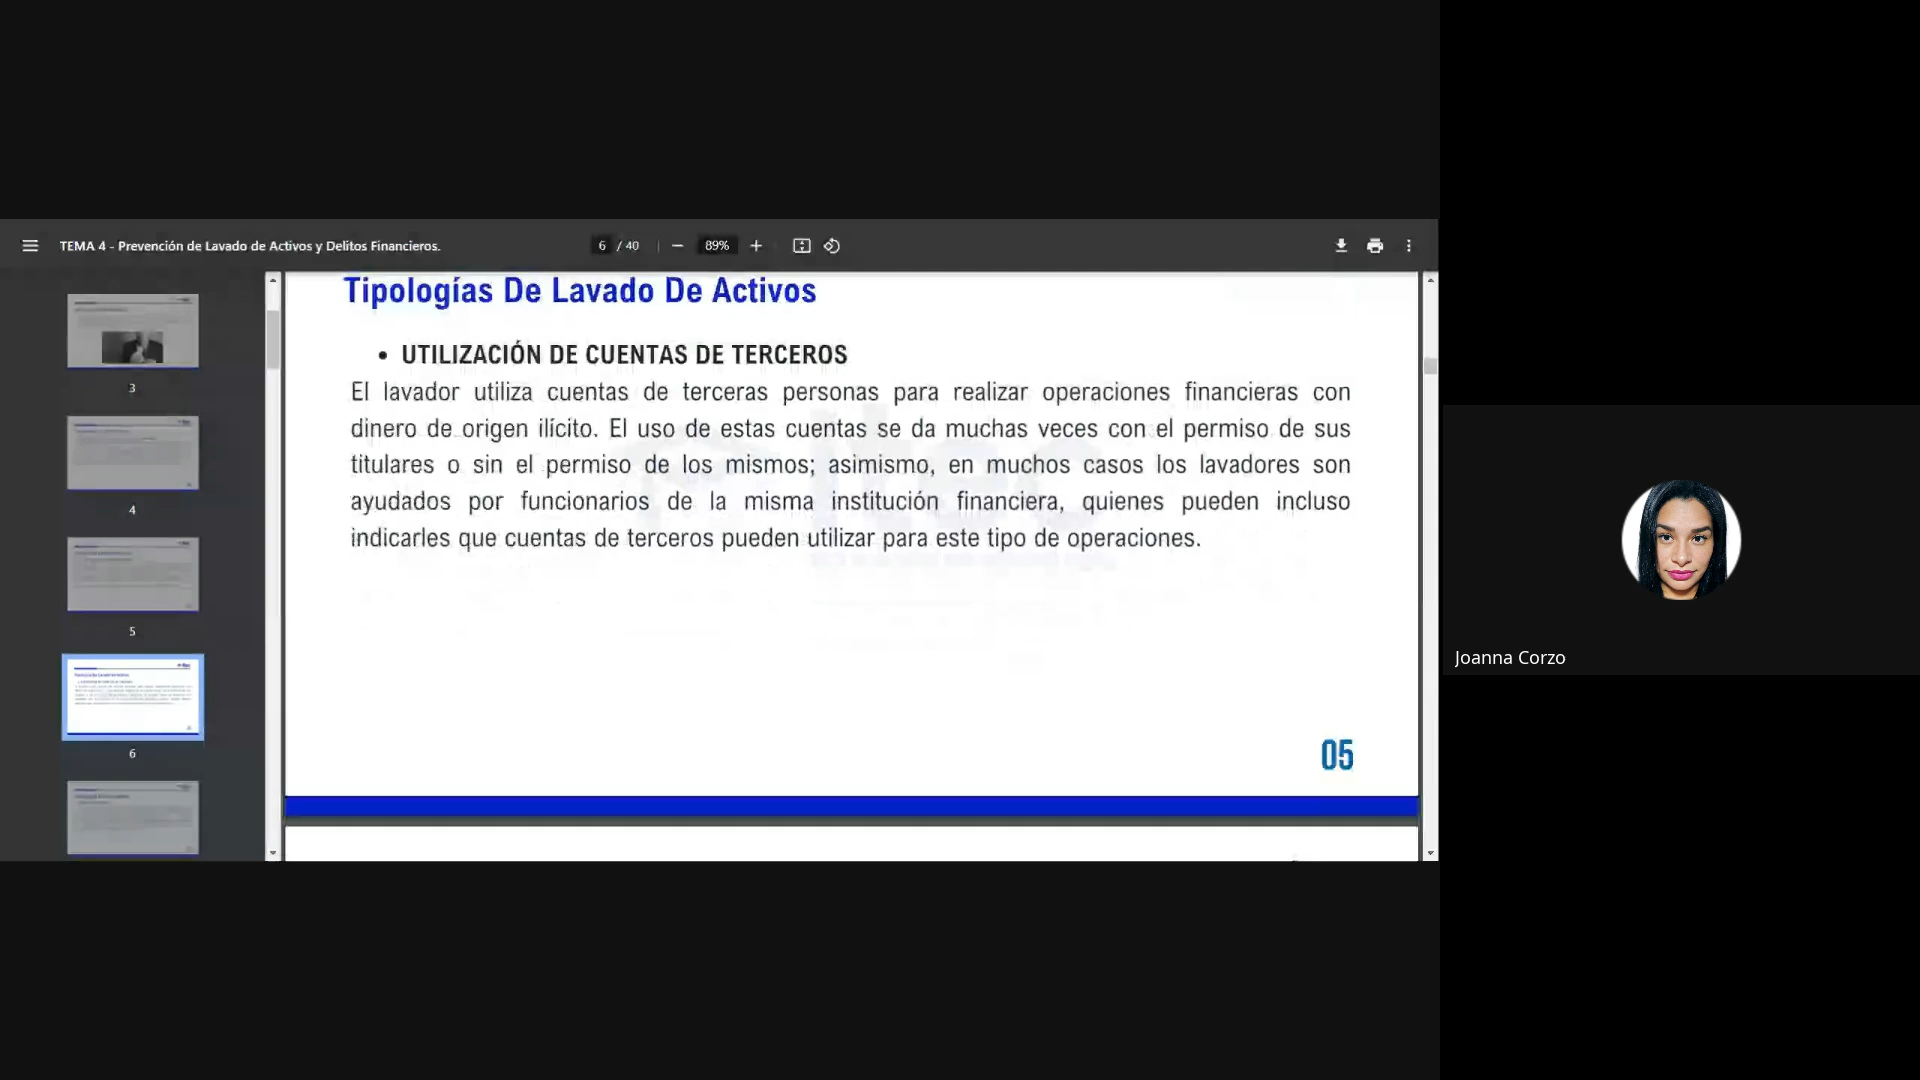 TEMA 4 - Prevención de Lavado de Activos y Delitos Financieros.
6 / 40
89%
3
4
5
6
Tipologías De Lavado De Activos
• UTILIZACIÓN DE CUENTAS DE TERCEROS
El lavador utiliza cuentas de terceras personas para realizar operaciones financieras con
dinero de origen ilícito. El uso de estas cuentas se da muchas veces con el permiso de sus
titulares o sin el permiso de los mismos; asimismo, en muchos casos los lavadores son
ayudados por funcionarios de la misma institución financiera, quienes pueden incluso
indicarles que cuentas de terceros pueden utilizar para este tipo de operaciones.
05
Joanna Corzo